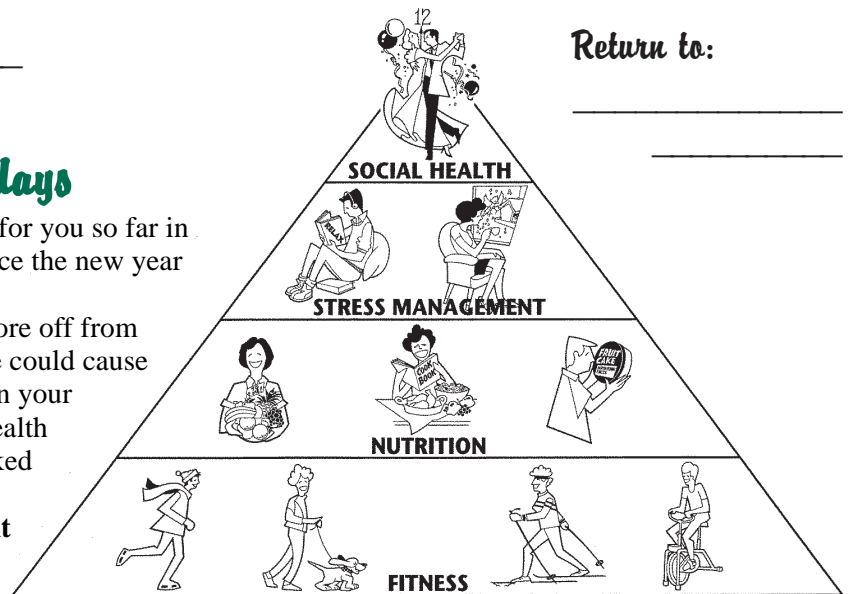 12
Return to:
SOCIAL HEALTH
days
for you so far in
ce the new year
RELAX
STRESS MANAGEMENT
ore off from
e could cause
n your
ealth
ked
t
COOK
BOOK
FRUIT
CAKE
NUTRITION
FITNESS